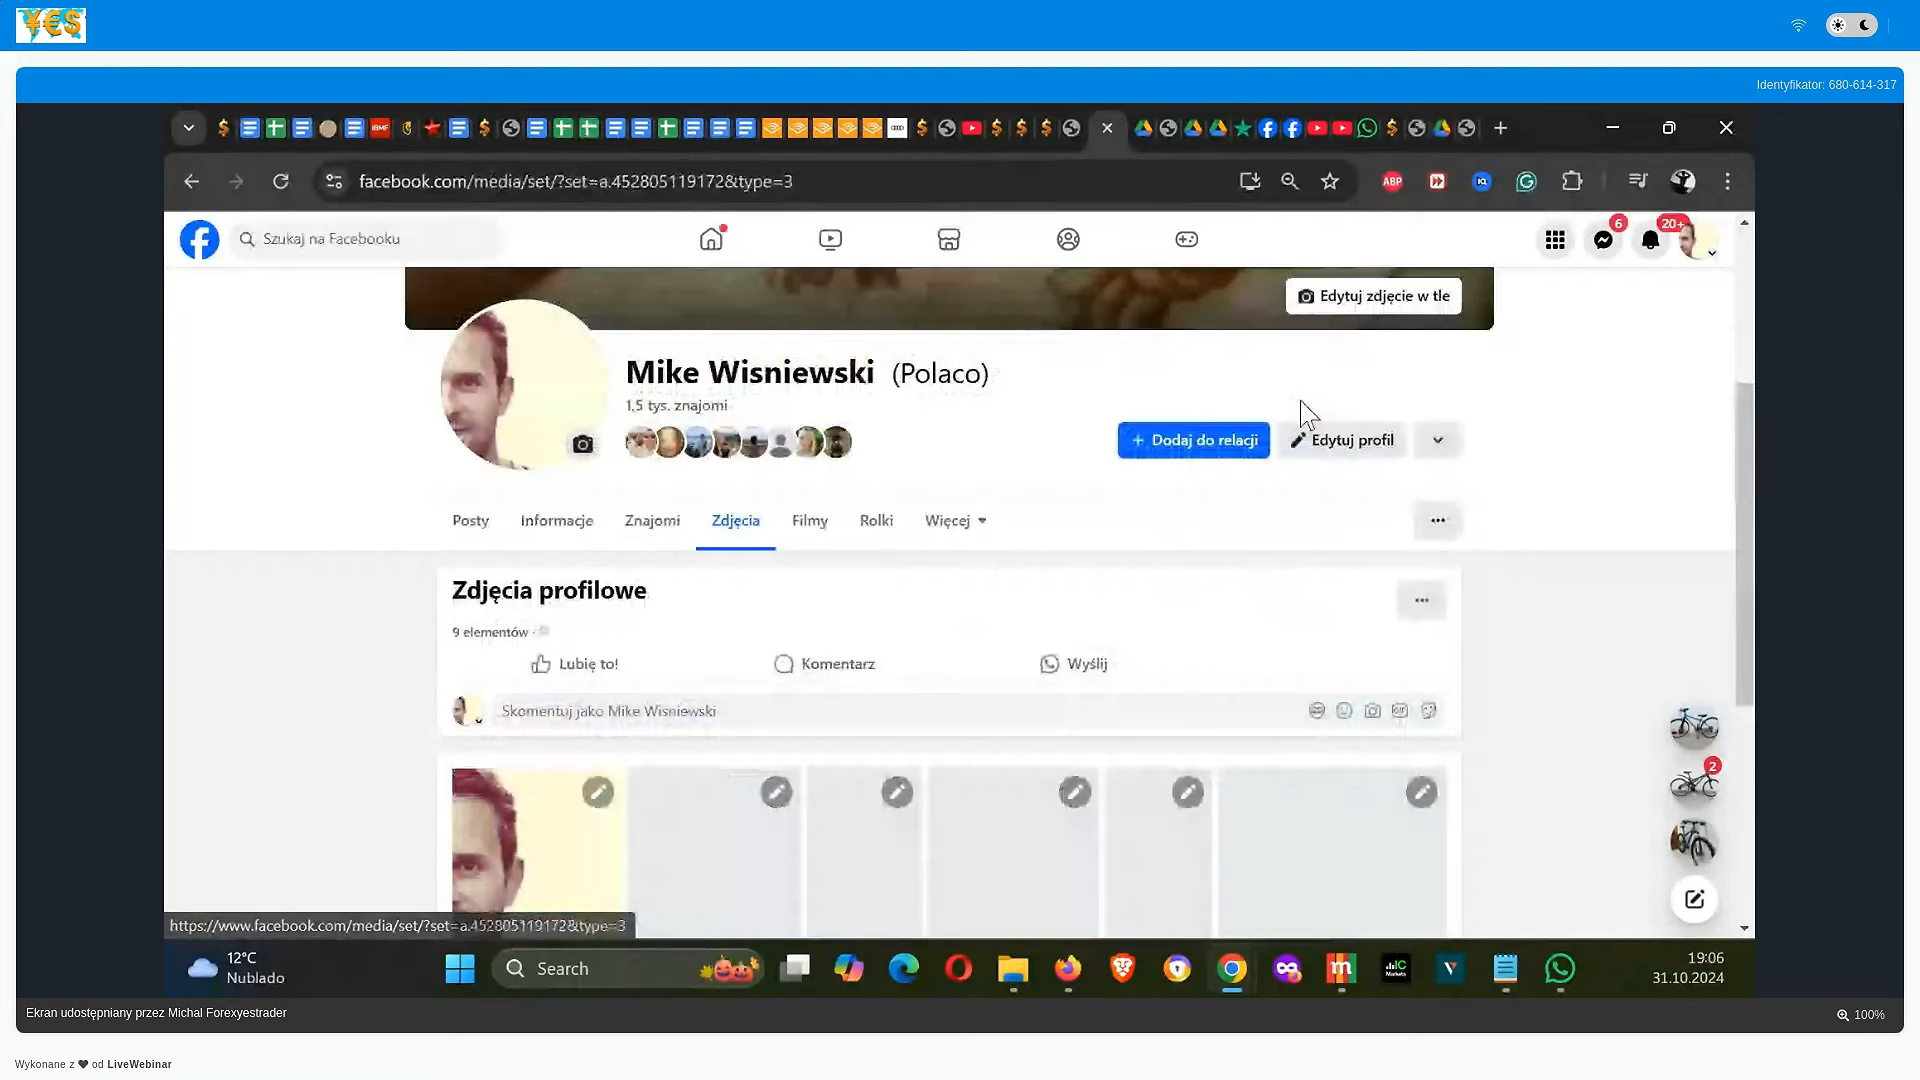 ¥€$
Identyfikator: 680-614-317
facebook.com/media/set/?set=a.452805119172&type=3
ABP
Szukaj na Facebooku
6
20+
Edytuj zdjęcie w tle
Mike Wisniewski (Polaco)
1,5 tys. znajomi
+ Dodaj do relacji
Edytuj profil
Posty Informacje Znajomi Zdjęcia Filmy Rolki Więcej
Zdjęcia profilowe
9 elementów ·
Lubię to! Komentarz Wyślij
Skomentuj jako Mike Wisniewski
GIF
2
https://www.facebook.com/media/set/?set=a.452805119172&type=3
12°C
Nublado
Search
m
IC
Markets
V
19:06
31.10.2024
Ekran udostępniany przez Michal Forexyestrader
100%
Wykonane z ♥ od LiveWebinar